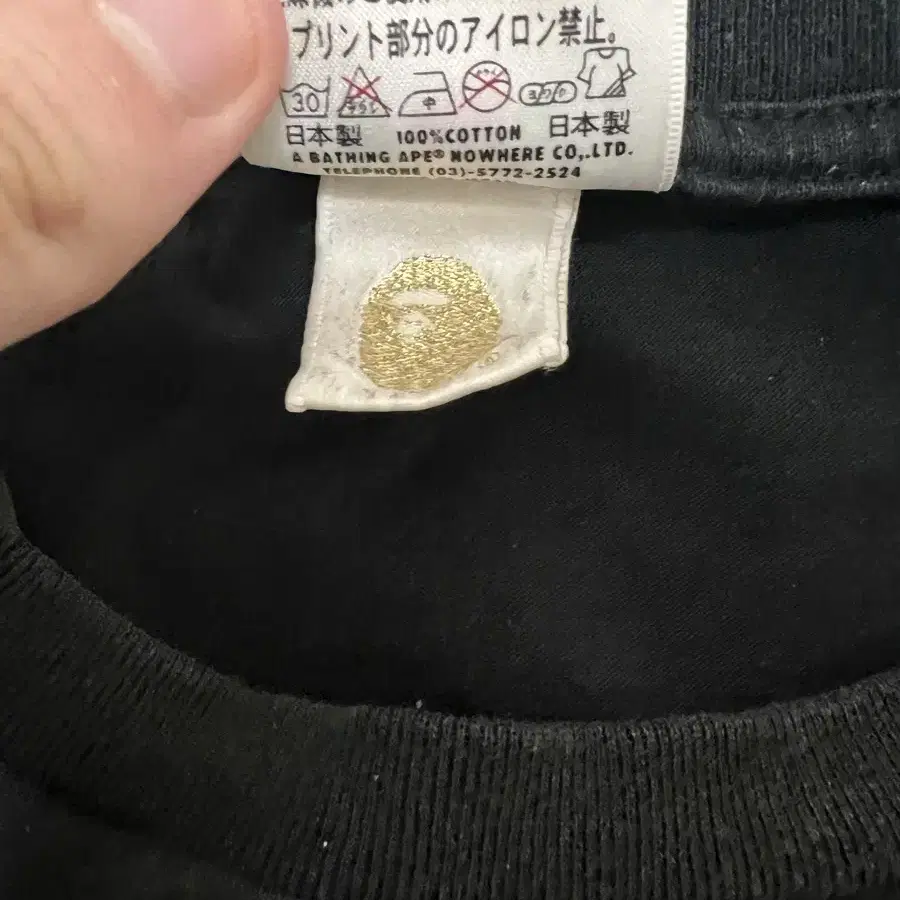 プリント部分のアイロン禁止。
30 中
日本製 100%COTTON 日本製
A BATHING APE® NOWHERE CO,.LTD.
TELEPHONE (03)-5772-2524